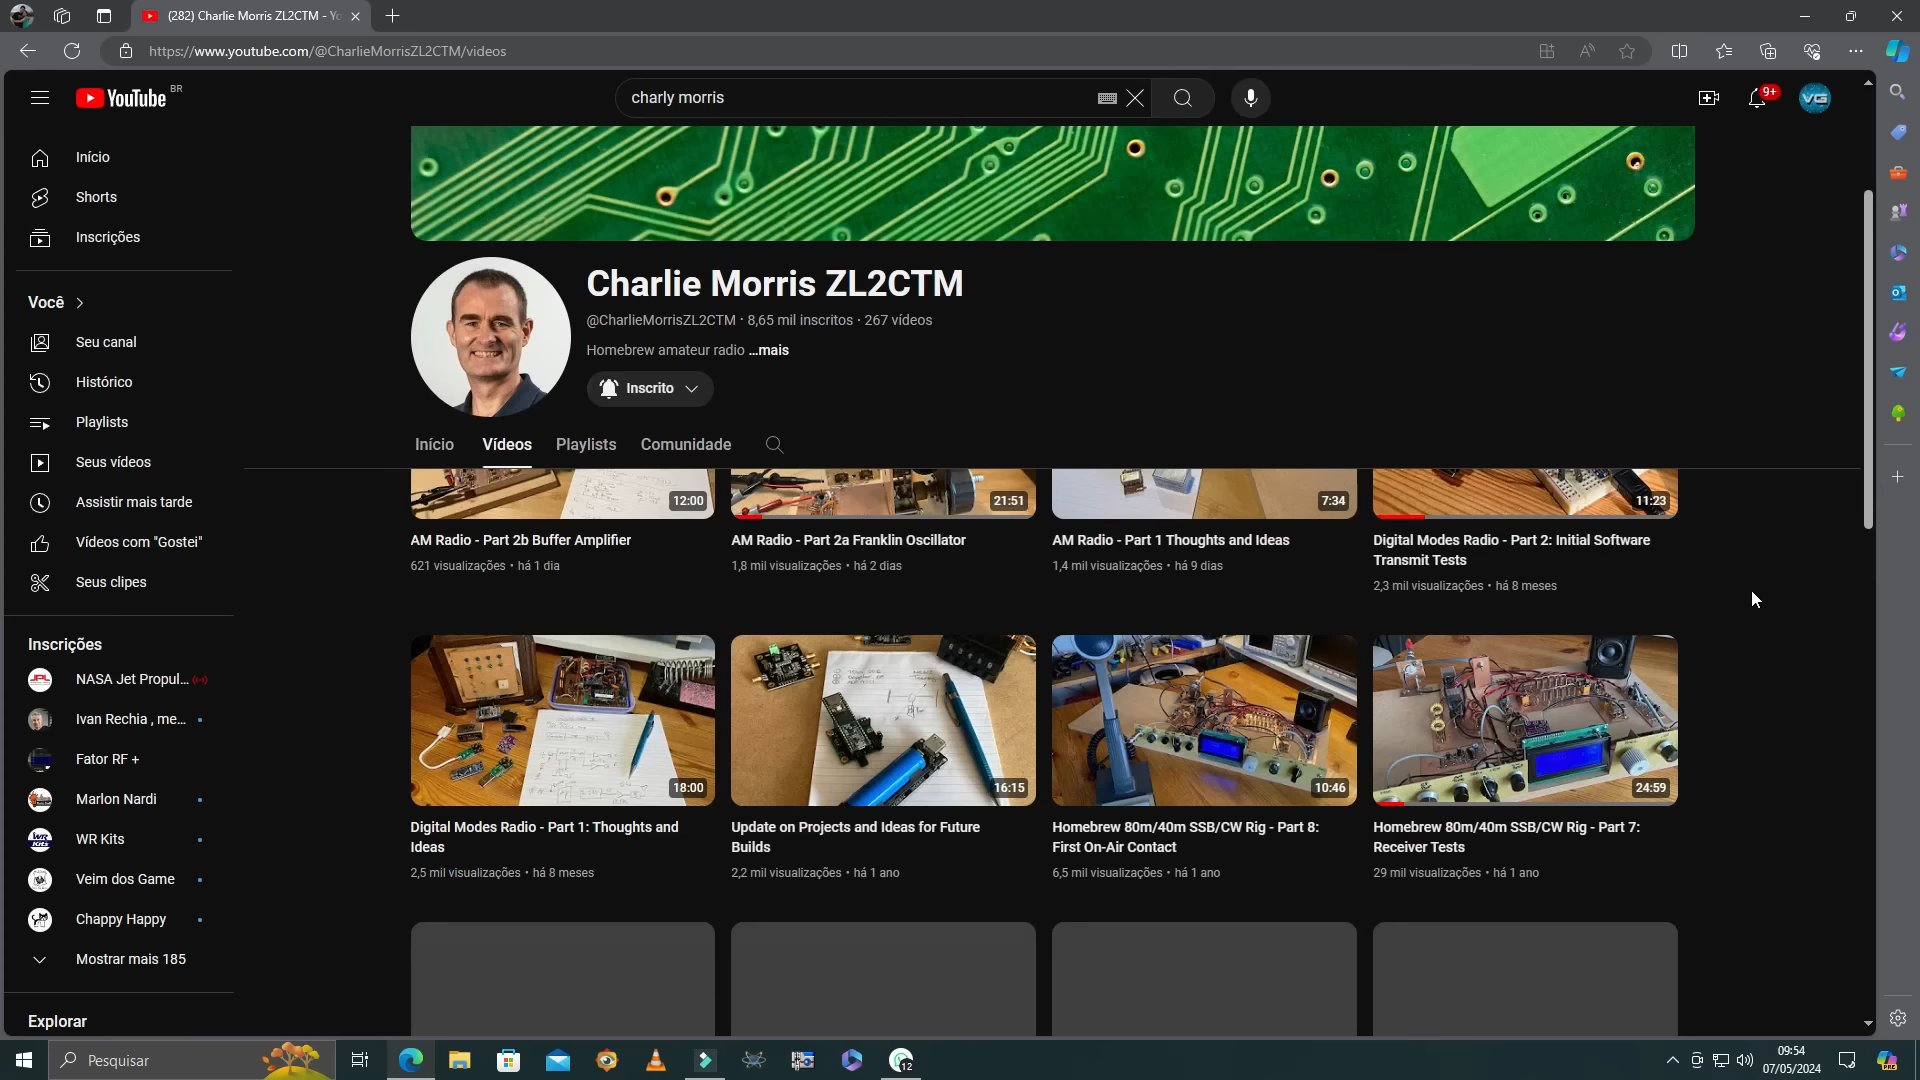 (282) Charlie Morris ZL2CTM - Yo
https://www.youtube.com/@CharlieMorrisZL2CTM/videos
YouTube BR
charly morris
9+
VG
Início
Shorts
Inscrições
Você
Seu canal
Histórico
Playlists
Seus vídeos
Assistir mais tarde
Vídeos com "Gostei"
Seus clipes
Inscrições
NASA Jet Propul...
Ivan Rechia , me...
Fator RF +
Marlon Nardi
WR Kits
Veim dos Game
Chappy Happy
Mostrar mais 185
Explorar
Charlie Morris ZL2CTM
@CharlieMorrisZL2CTM · 8,65 mil inscritos · 267 vídeos
Homebrew amateur radio ...mais
Inscrito
Início Vídeos Playlists Comunidade
12:00
21:51
7:34
11:23
AM Radio - Part 2b Buffer Amplifier
621 visualizações · há 1 dia
AM Radio - Part 2a Franklin Oscillator
1,8 mil visualizações · há 2 dias
AM Radio - Part 1 Thoughts and Ideas
1,4 mil visualizações · há 9 dias
Digital Modes Radio - Part 2: Initial Software
Transmit Tests
2,3 mil visualizações · há 8 meses
18:00
16:15
10:46
24:59
Digital Modes Radio - Part 1: Thoughts and
Ideas
2,5 mil visualizações · há 8 meses
Update on Projects and Ideas for Future
Builds
2,2 mil visualizações · há 1 ano
Homebrew 80m/40m SSB/CW Rig - Part 8:
First On-Air Contact
6,5 mil visualizações · há 1 ano
Homebrew 80m/40m SSB/CW Rig - Part 7:
Receiver Tests
29 mil visualizações · há 1 ano
Pesquisar
12
09:54
07/05/2024